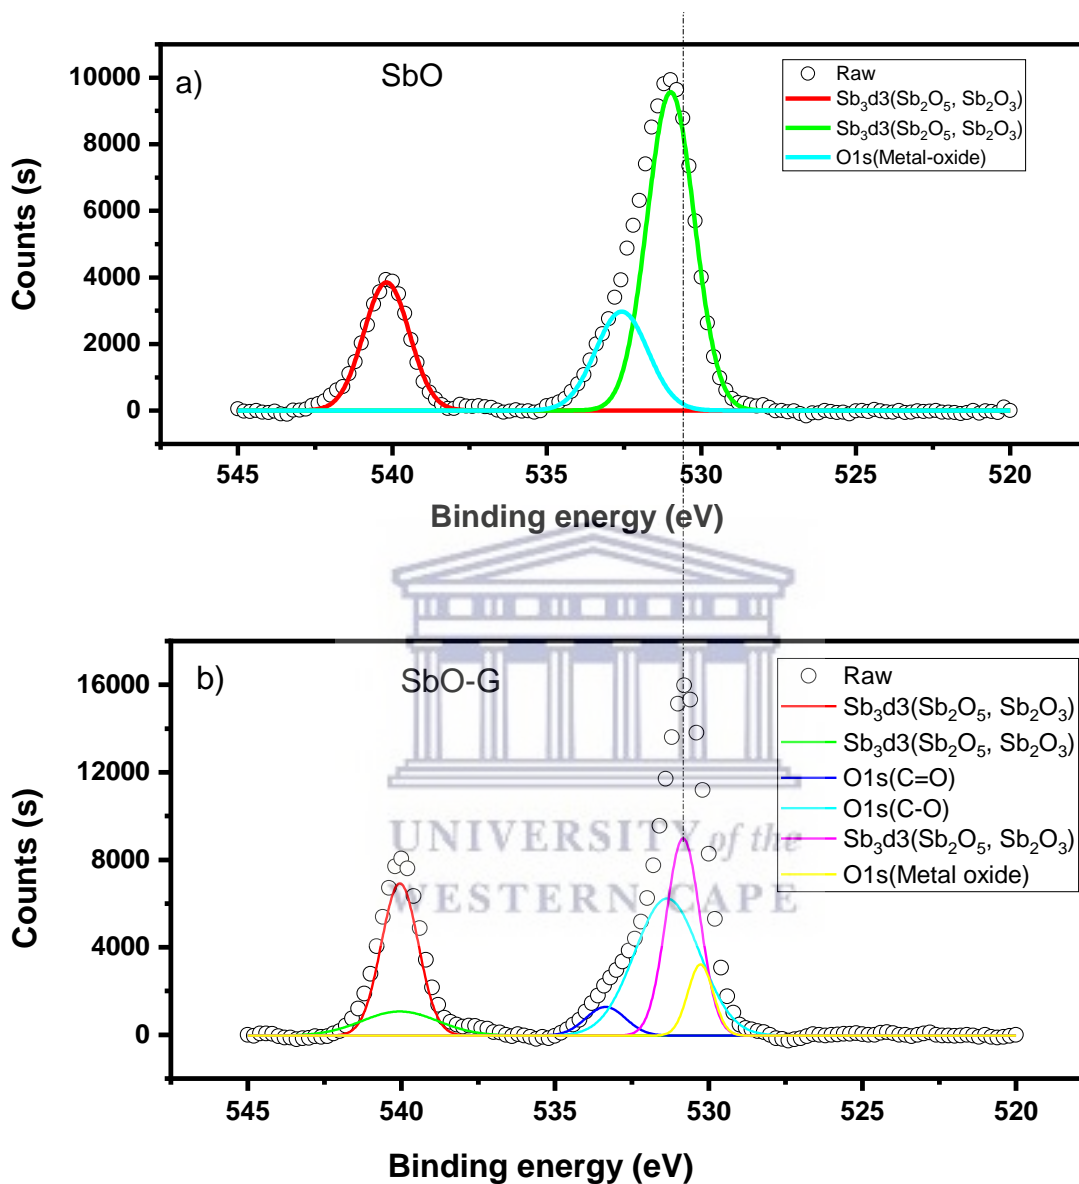 a)
SbO
Raw
Sb₃d3(Sb₂O₅, Sb₂O₃)
Sb₃d3(Sb₂O₅, Sb₂O₃)
O1s(Metal-oxide)
Counts (s)
10000
8000
6000
4000
2000
0
545 540 535 530 525 520
Binding energy (eV)
b)
SbO-G
Raw
Sb₃d3(Sb₂O₅, Sb₂O₃)
Sb₃d3(Sb₂O₅, Sb₂O₃)
O1s(C=O)
O1s(C-O)
Sb₃d3(Sb₂O₅, Sb₂O₃)
O1s(Metal oxide)
Counts (s)
16000
12000
8000
4000
0
UNIVERSITY of the
WESTERN CAPE
545 540 535 530 525 520
Binding energy (eV)